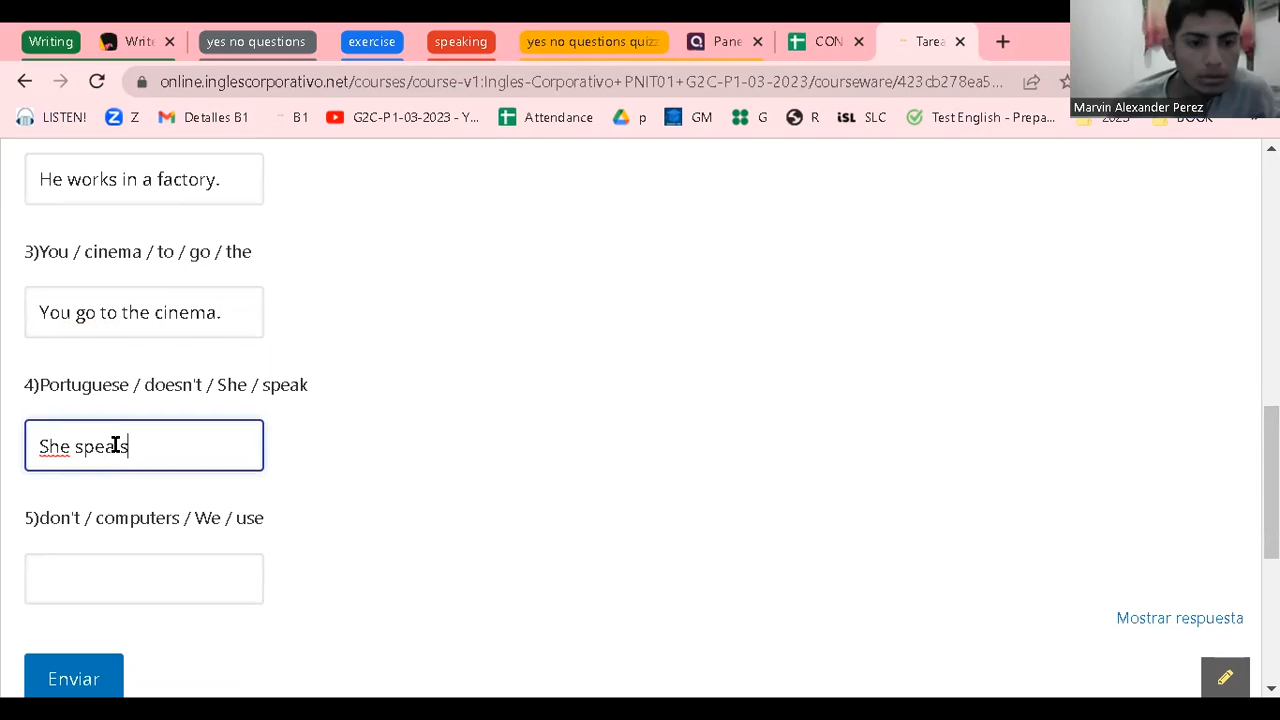 Writing
Write
yes no questions
exercise
speaking
yes no questions quiz
Pane
CON
Tarea
online.inglescorporativo.net/courses/course-v1:Ingles-Corporativo+PNIT01+G2C-P1-03-2023/courseware/423cb278ea5...
LISTEN!
Z
Detalles B1
B1
G2C-P1-03-2023 - Y...
Attendance
p
GM
G
R
iSL
SLC
Test English - Prepa...
Marvin Alexander Perez
He works in a factory.
3)You / cinema / to / go / the
You go to the cinema.
4)Portuguese / doesn't / She / speak
She speas
5)don't / computers / We / use
Mostrar respuesta
Enviar